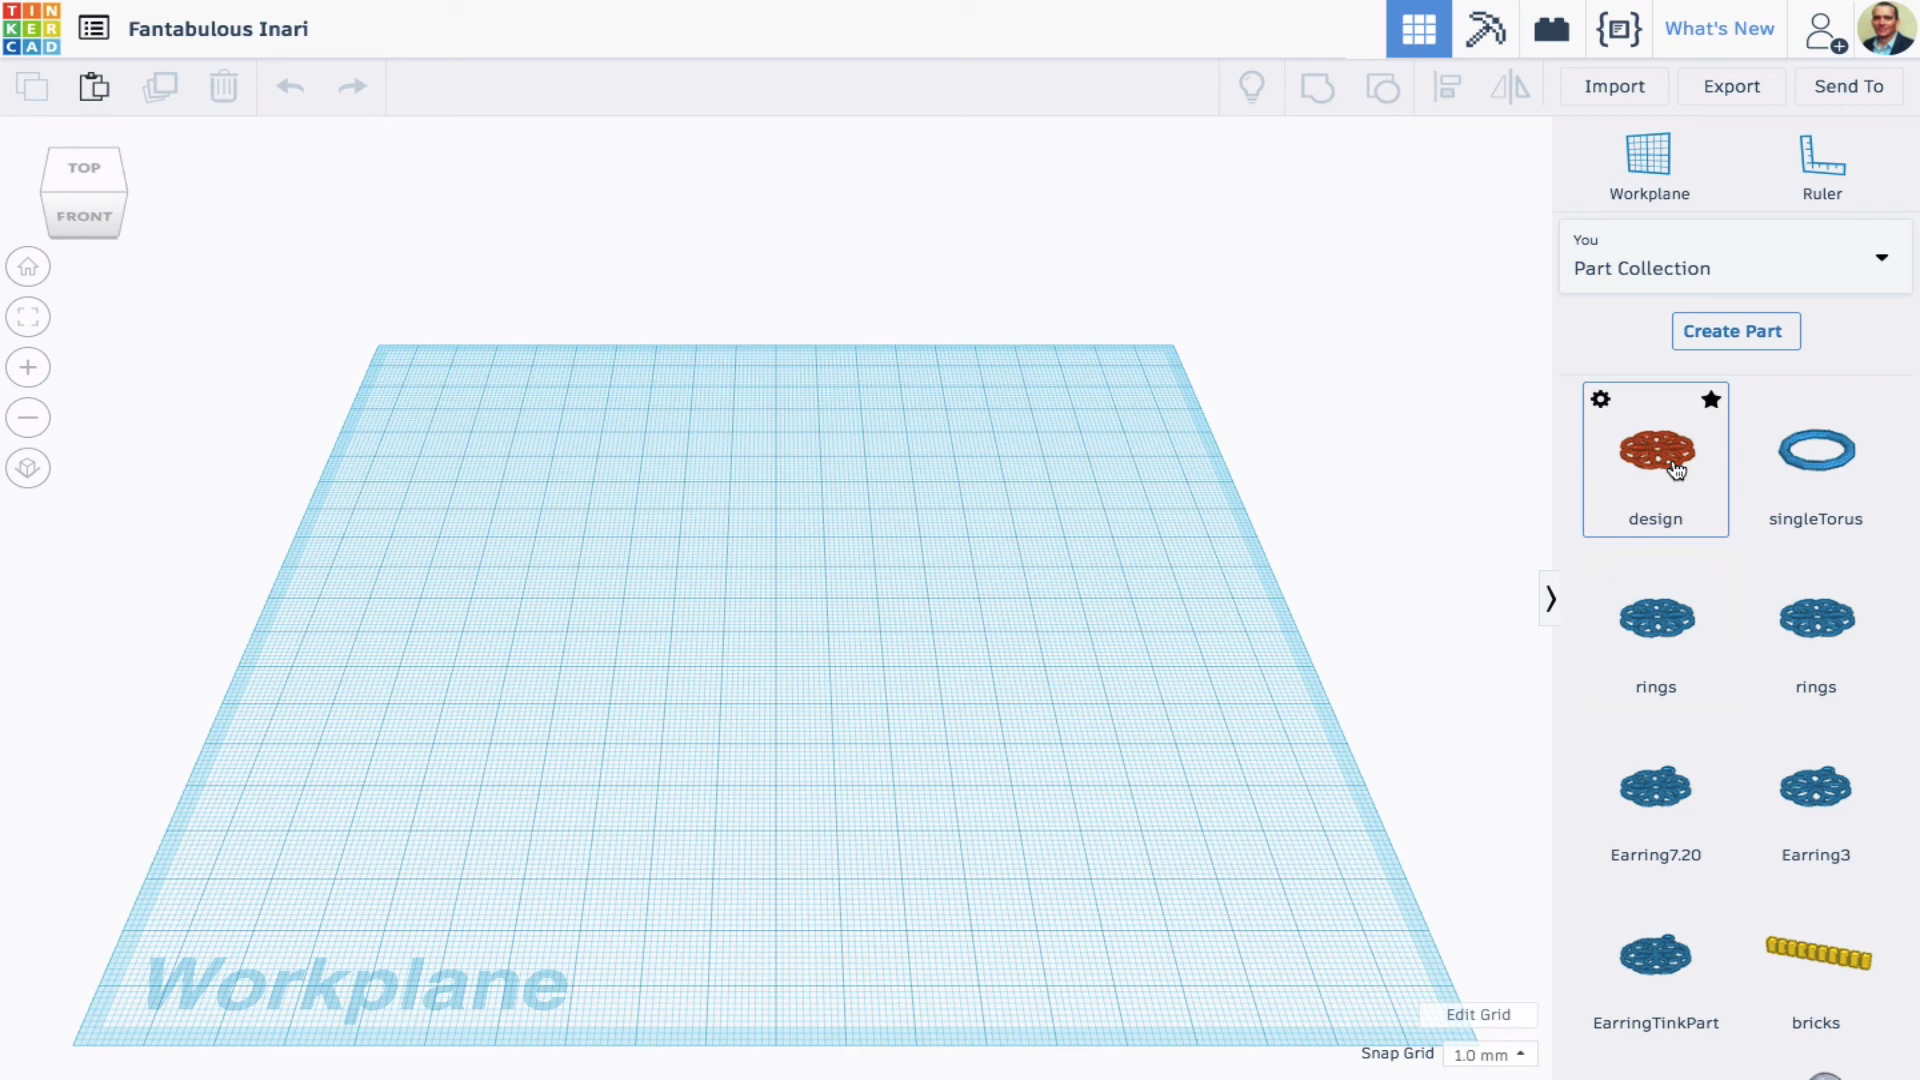 TIN
KER
CAD
Fantabulous Inari
What's New
Import
Export
Send To
TOP
FRONT
Workplane
Ruler
You
Part Collection
Create Part
design
singleTorus
rings
rings
Earring7.20
Earring3
EarringTinkPart
bricks
Workplane
Edit Grid
Snap Grid
1.0 mm